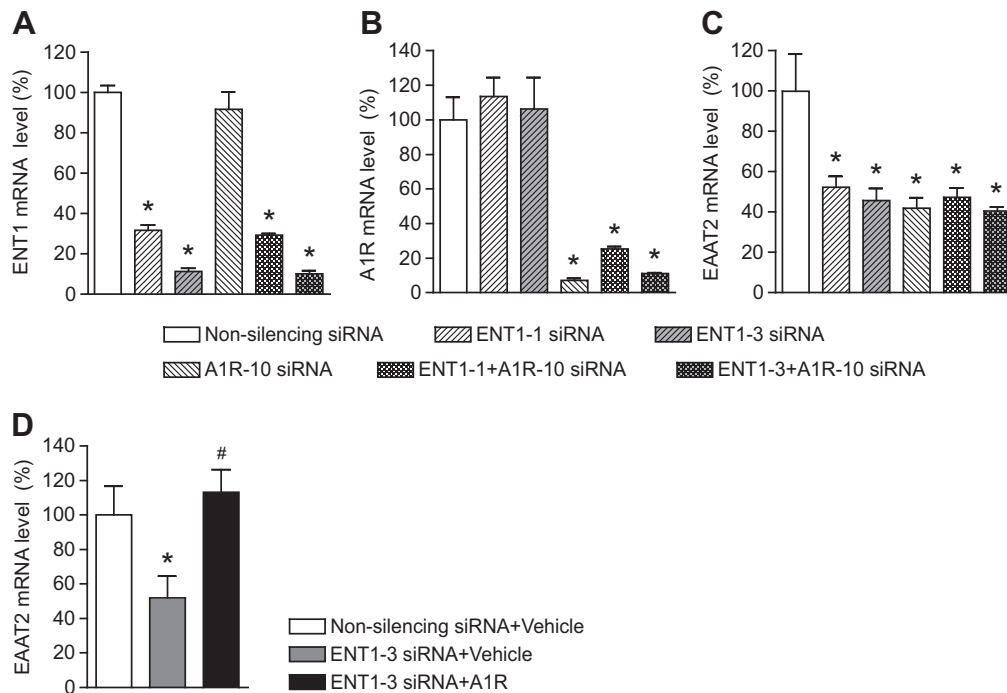 A
ENT1 mRNA level (%)
120
100
80
60
40
20
0
*
*
*
*
B
A1R mRNA level (%)
140
120
100
80
60
40
20
0
*
*
*
C
EAAT2 mRNA level (%)
120
100
80
60
40
20
0
*
*
*
*
*
Non-silencing siRNA
ENT1-1 siRNA
ENT1-3 siRNA
A1R-10 siRNA
ENT1-1+A1R-10 siRNA
ENT1-3+A1R-10 siRNA
D
EAAT2 mRNA level (%)
140
120
100
80
60
40
20
0
*
#
Non-silencing siRNA+Vehicle
ENT1-3 siRNA+Vehicle
ENT1-3 siRNA+A1R